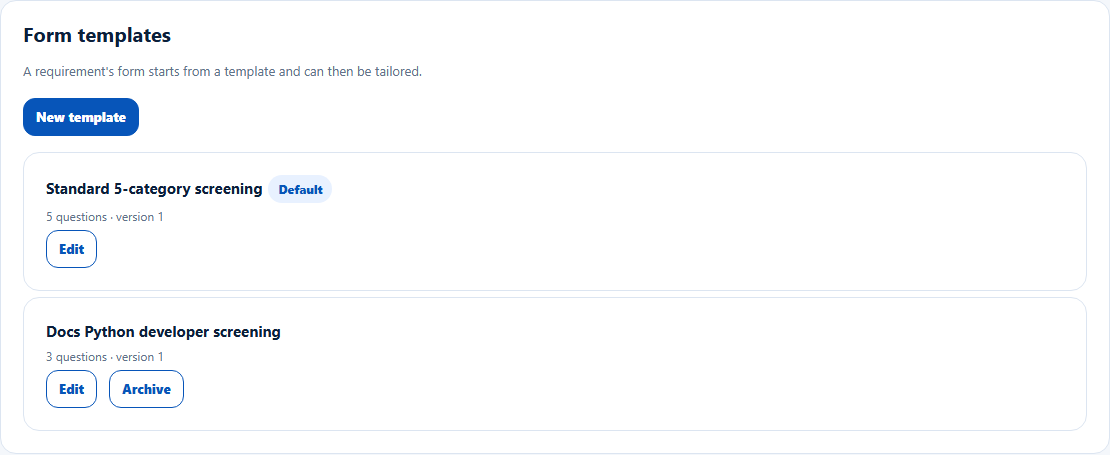 Form templates
A requirement's form starts from a template and can then be tailored.
New template
Standard 5-category screening Default
5 questions · version 1
Edit
Docs Python developer screening
3 questions · version 1
Edit Archive